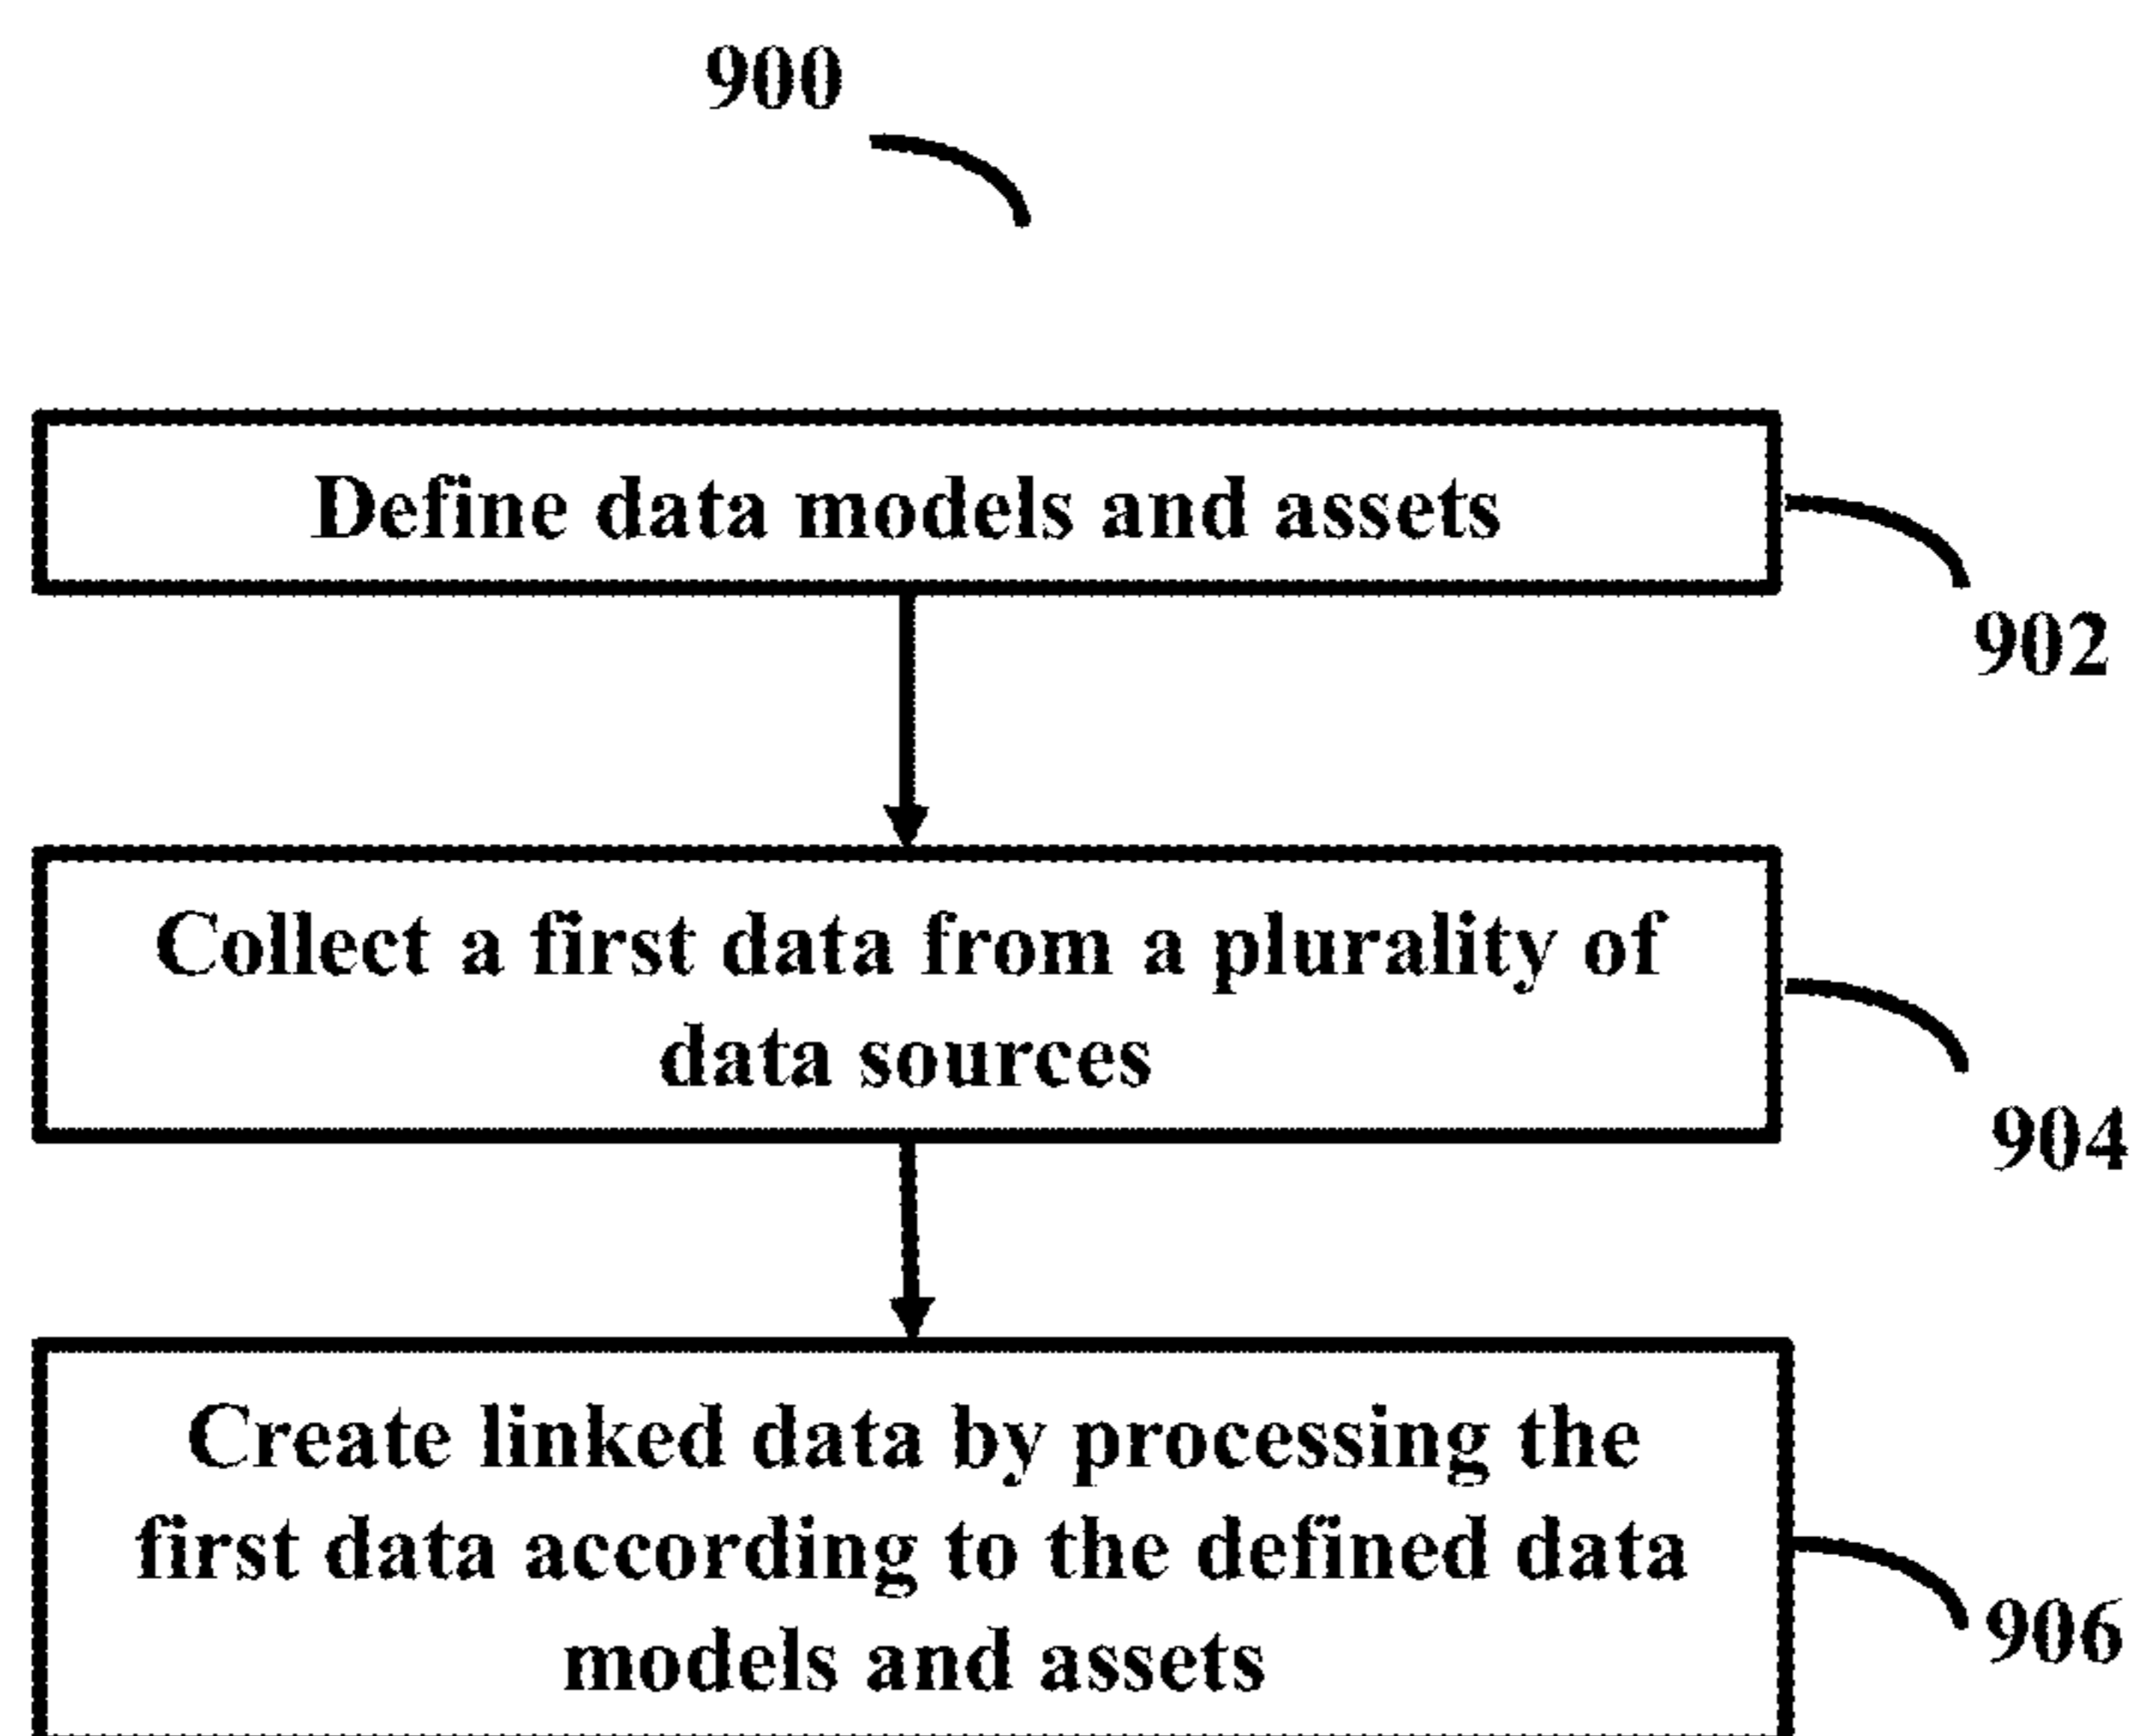 900
Define data models and assets
902
Collect a first data from a plurality of
data sources
904
Create linked data by processing the
first data according to the defined data
models and assets
906